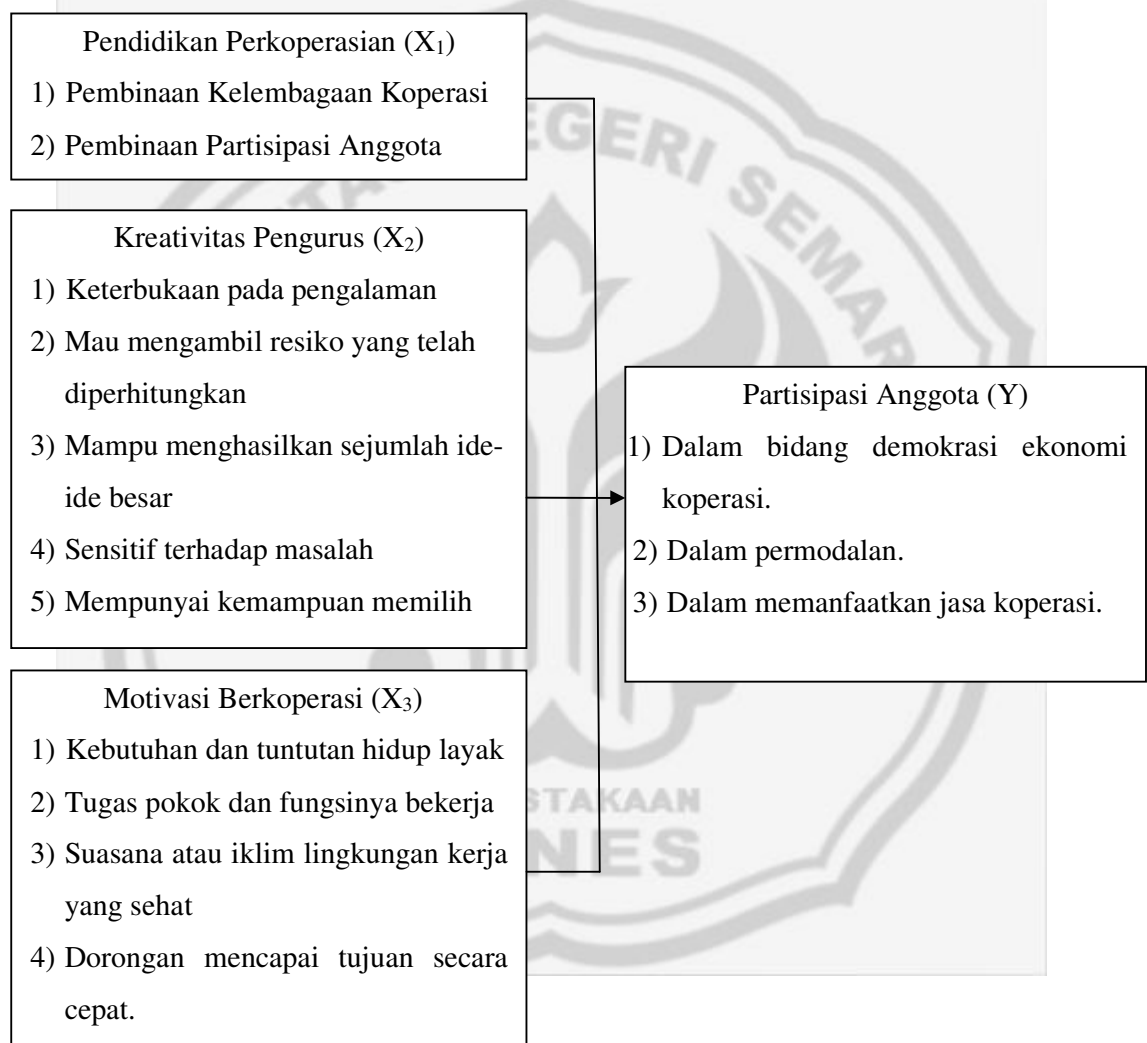 Pendidikan Perkoperasian (X₁)
1) Pembinaan Kelembagaan Koperasi
2) Pembinaan Partisipasi Anggota
Kreativitas Pengurus (X₂)
1) Keterbukaan pada pengalaman
2) Mau mengambil resiko yang telah
diperhitungkan
3) Mampu menghasilkan sejumlah ide-
ide besar
4) Sensitif terhadap masalah
5) Mempunyai kemampuan memilih
Motivasi Berkoperasi (X₃)
1) Kebutuhan dan tuntutan hidup layak
2) Tugas pokok dan fungsinya bekerja
3) Suasana atau iklim lingkungan kerja
yang sehat
4) Dorongan mencapai tujuan secara
cepat.
Partisipasi Anggota (Y)
1) Dalam bidang demokrasi ekonomi
koperasi.
2) Dalam permodalan.
3) Dalam memanfaatkan jasa koperasi.